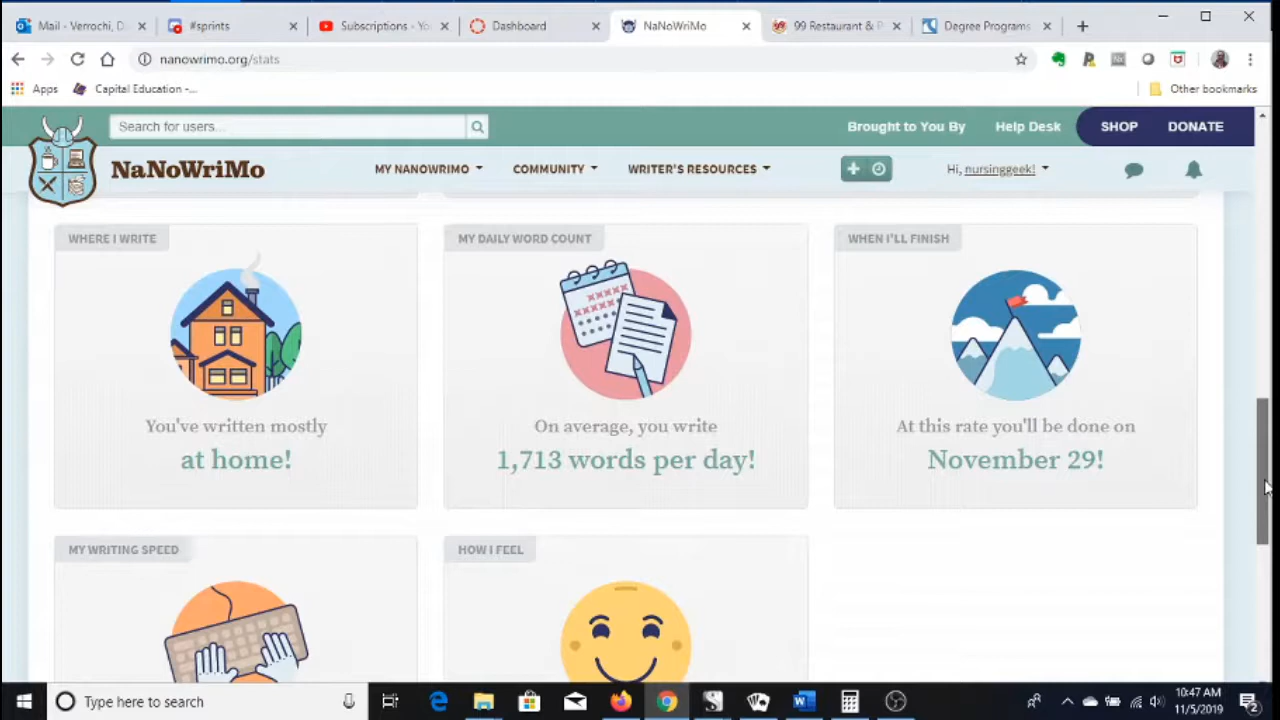 Mail - Verrochi, D
#sprints
Subscriptions - Yo
Dashboard
NaNoWriMo
99 Restaurant & P
Degree Programs
nanowrimo.org/stats
Apps
Capital Education -...
Other bookmarks
Search for users...
Brought to You By
Help Desk
SHOP
DONATE
NaNoWriMo
MY NANOWRIMO
COMMUNITY
WRITER'S RESOURCES
Hi, nursinggeek!
WHERE I WRITE
You've written mostly
at home!
MY DAILY WORD COUNT
On average, you write
1,713 words per day!
WHEN I'LL FINISH
At this rate you'll be done on
November 29!
MY WRITING SPEED
HOW I FEEL
Type here to search
10:47 AM
11/5/2019
2